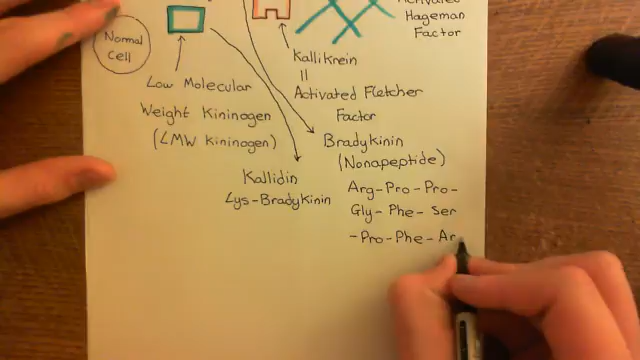 Activated
Hageman
Factor
Normal
Cell
Kallikrein
=
Activated Fletcher
Factor
Low Molecular
Weight Kininogen
(LMW Kininogen)
Bradykinin
(Nonapeptide)
Kallidin
Lys-Bradykinin
Arg-Pro-Pro-
Gly-Phe-Ser
-Pro-Phe-Ar